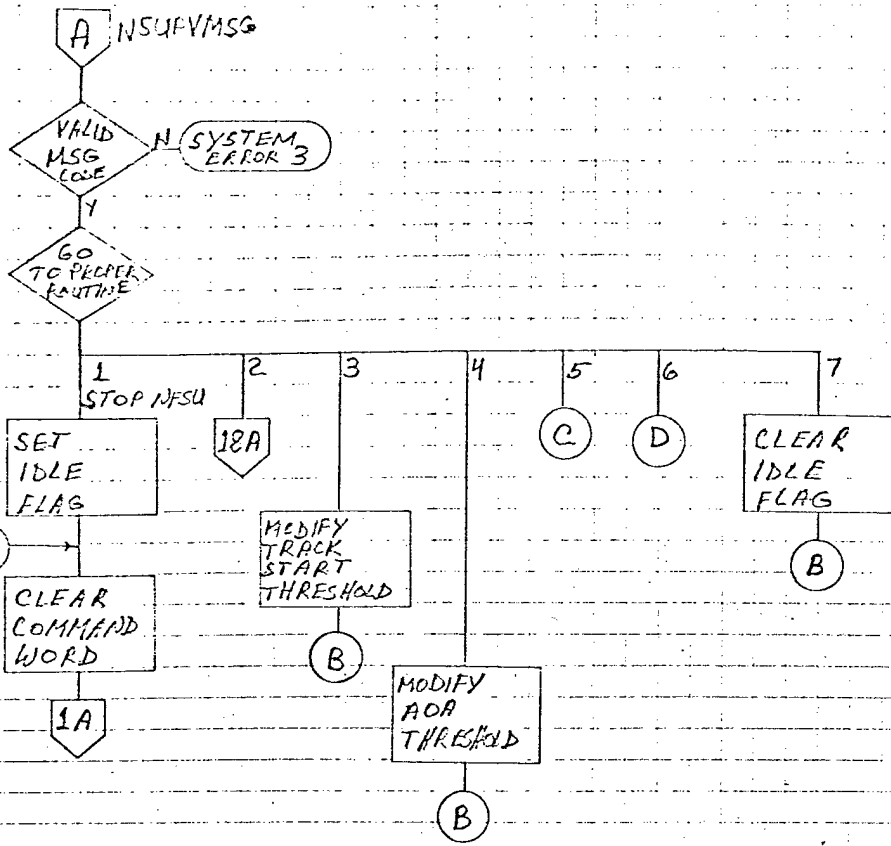 A NSUFVMSG
VALID
MSG
CODE
N
SYSTEM
ERROR 3
Y
GO
TO PROPER
ROUTINE
1
2
3
4
5
6
7
STOP NFSU
SET
IDLE
FLAG
18A
C
D
CLEAR
IDLE
FLAG
MODIFY
TRACK
START
THRESHOLD
B
CLEAR
COMMAND
WORD
B
MODIFY
AOA
THRESHOLD
1A
B